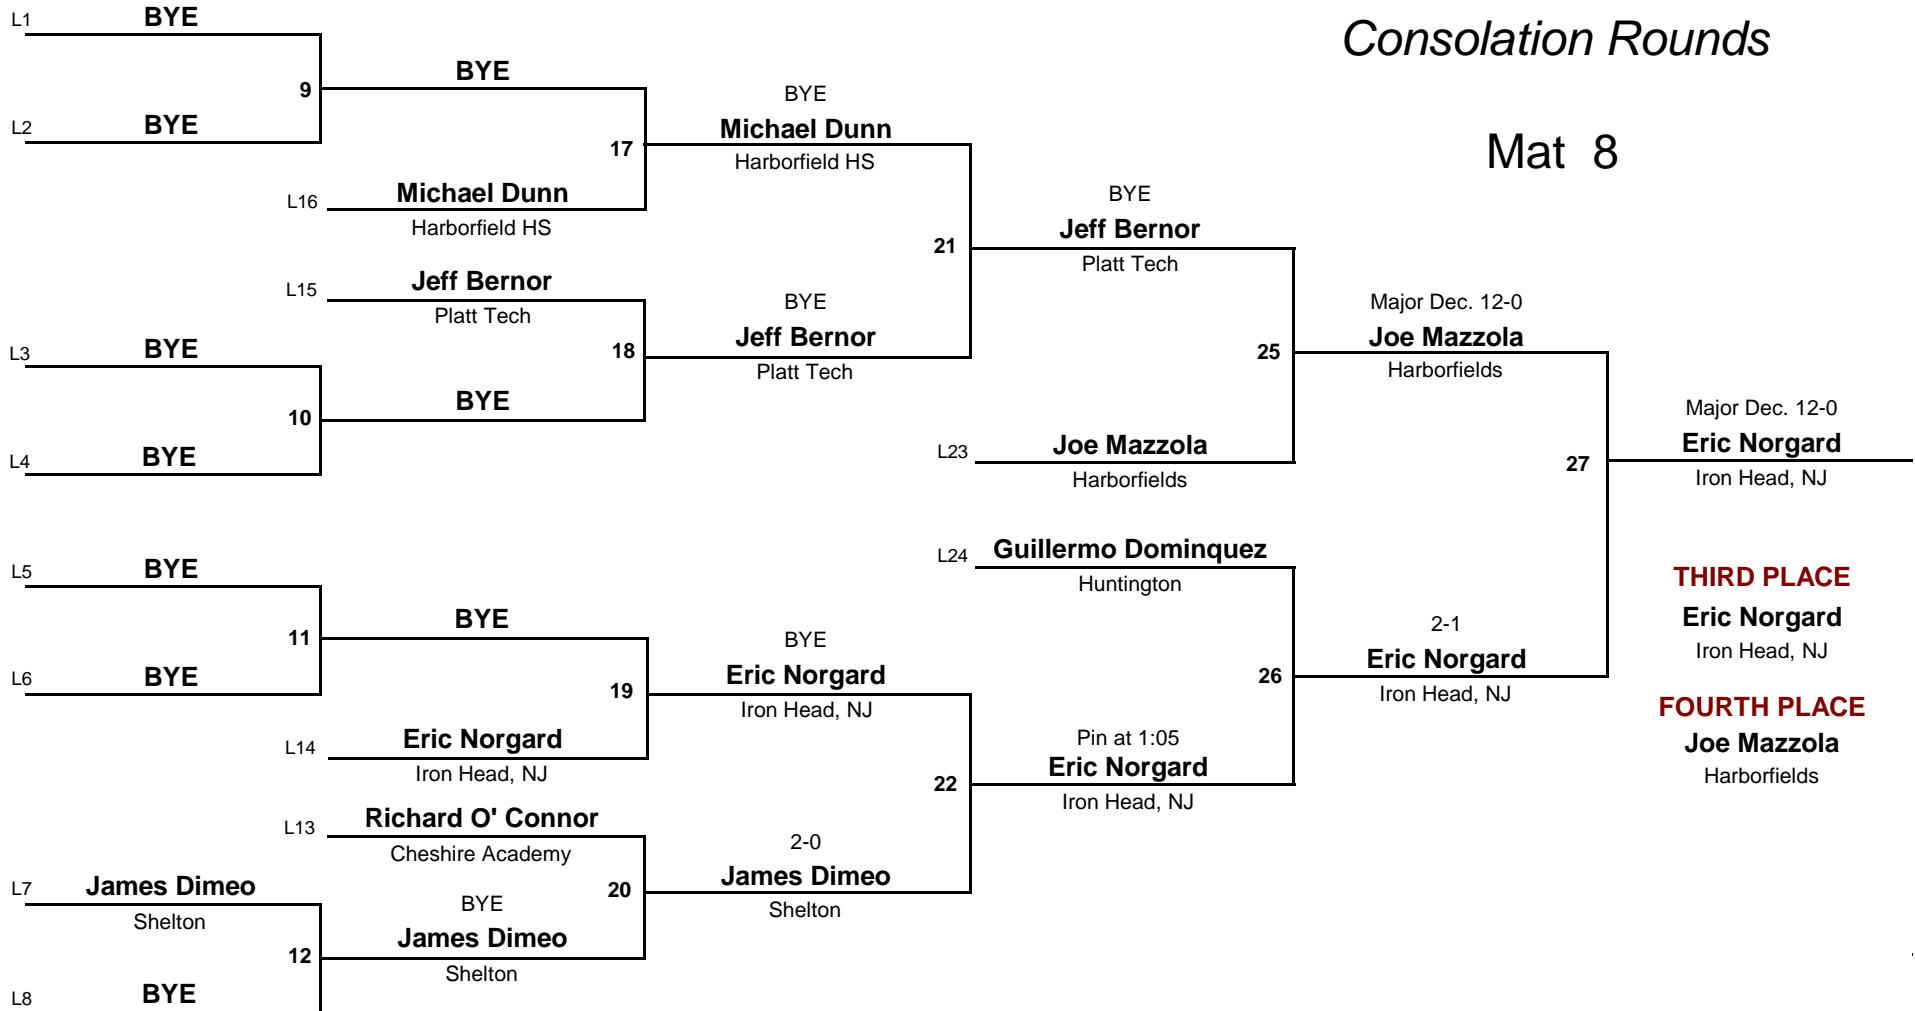 Consolation Rounds
Mat 8
L1 BYE
9
L2 BYE
BYE
17
L16 Michael Dunn
Harborfield HS
BYE
Michael Dunn
Harborfield HS
L15 Jeff Bernor
Platt Tech
18
L3 BYE
10
L4 BYE
BYE
BYE
Jeff Bernor
Platt Tech
21
BYE
Jeff Bernor
Platt Tech
25
L23 Joe Mazzola
Harborfields
Major Dec. 12-0
Joe Mazzola
Harborfields
27
Major Dec. 12-0
Eric Norgard
Iron Head, NJ
L5 BYE
11
L6 BYE
BYE
19
L14 Eric Norgard
Iron Head, NJ
BYE
Eric Norgard
Iron Head, NJ
L13 Richard O' Connor
Cheshire Academy
20
L7 James Dimeo
Shelton
12
L8 BYE
BYE
James Dimeo
Shelton
2-0
James Dimeo
Shelton
22
Pin at 1:05
Eric Norgard
Iron Head, NJ
L24 Guillermo Dominquez
Huntington
26
2-1
Eric Norgard
Iron Head, NJ
THIRD PLACE
Eric Norgard
Iron Head, NJ
FOURTH PLACE
Joe Mazzola
Harborfields